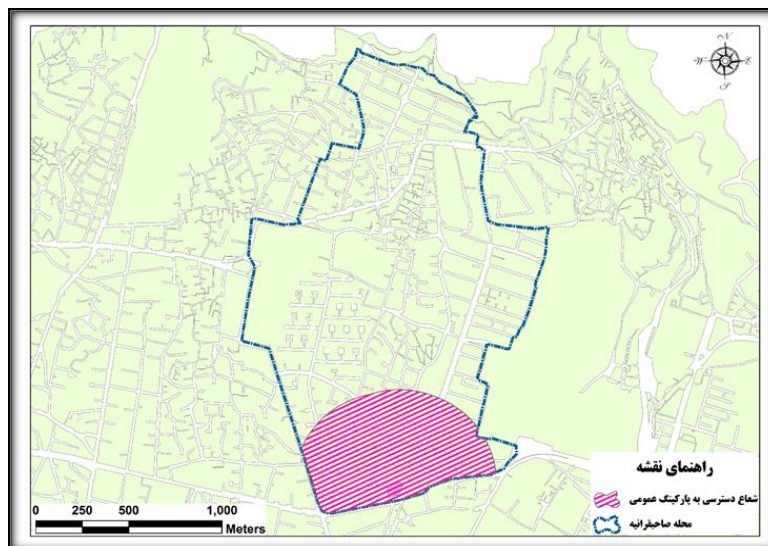 N
W E
S
راهنمای نقشه
شعاع دسترسی به پارکینگ عمومی
محله صاحبقرانیه
0 250 500 1,000
Meters